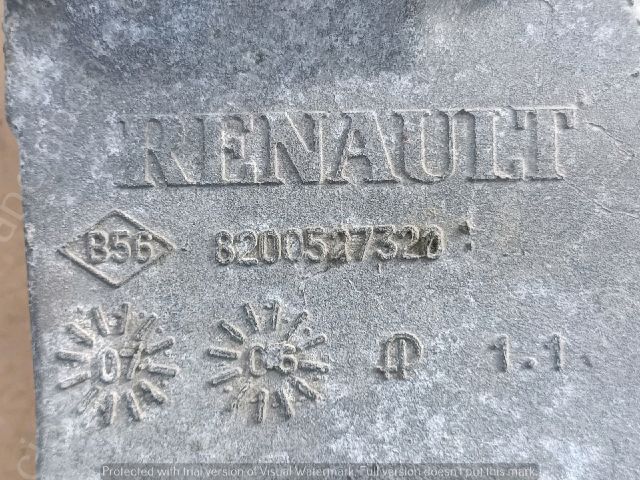 RENAULT
B56 8200527320
07 06 1.1.
Protected with trial version of Visual Watermark. Full version doesn't put this mark.